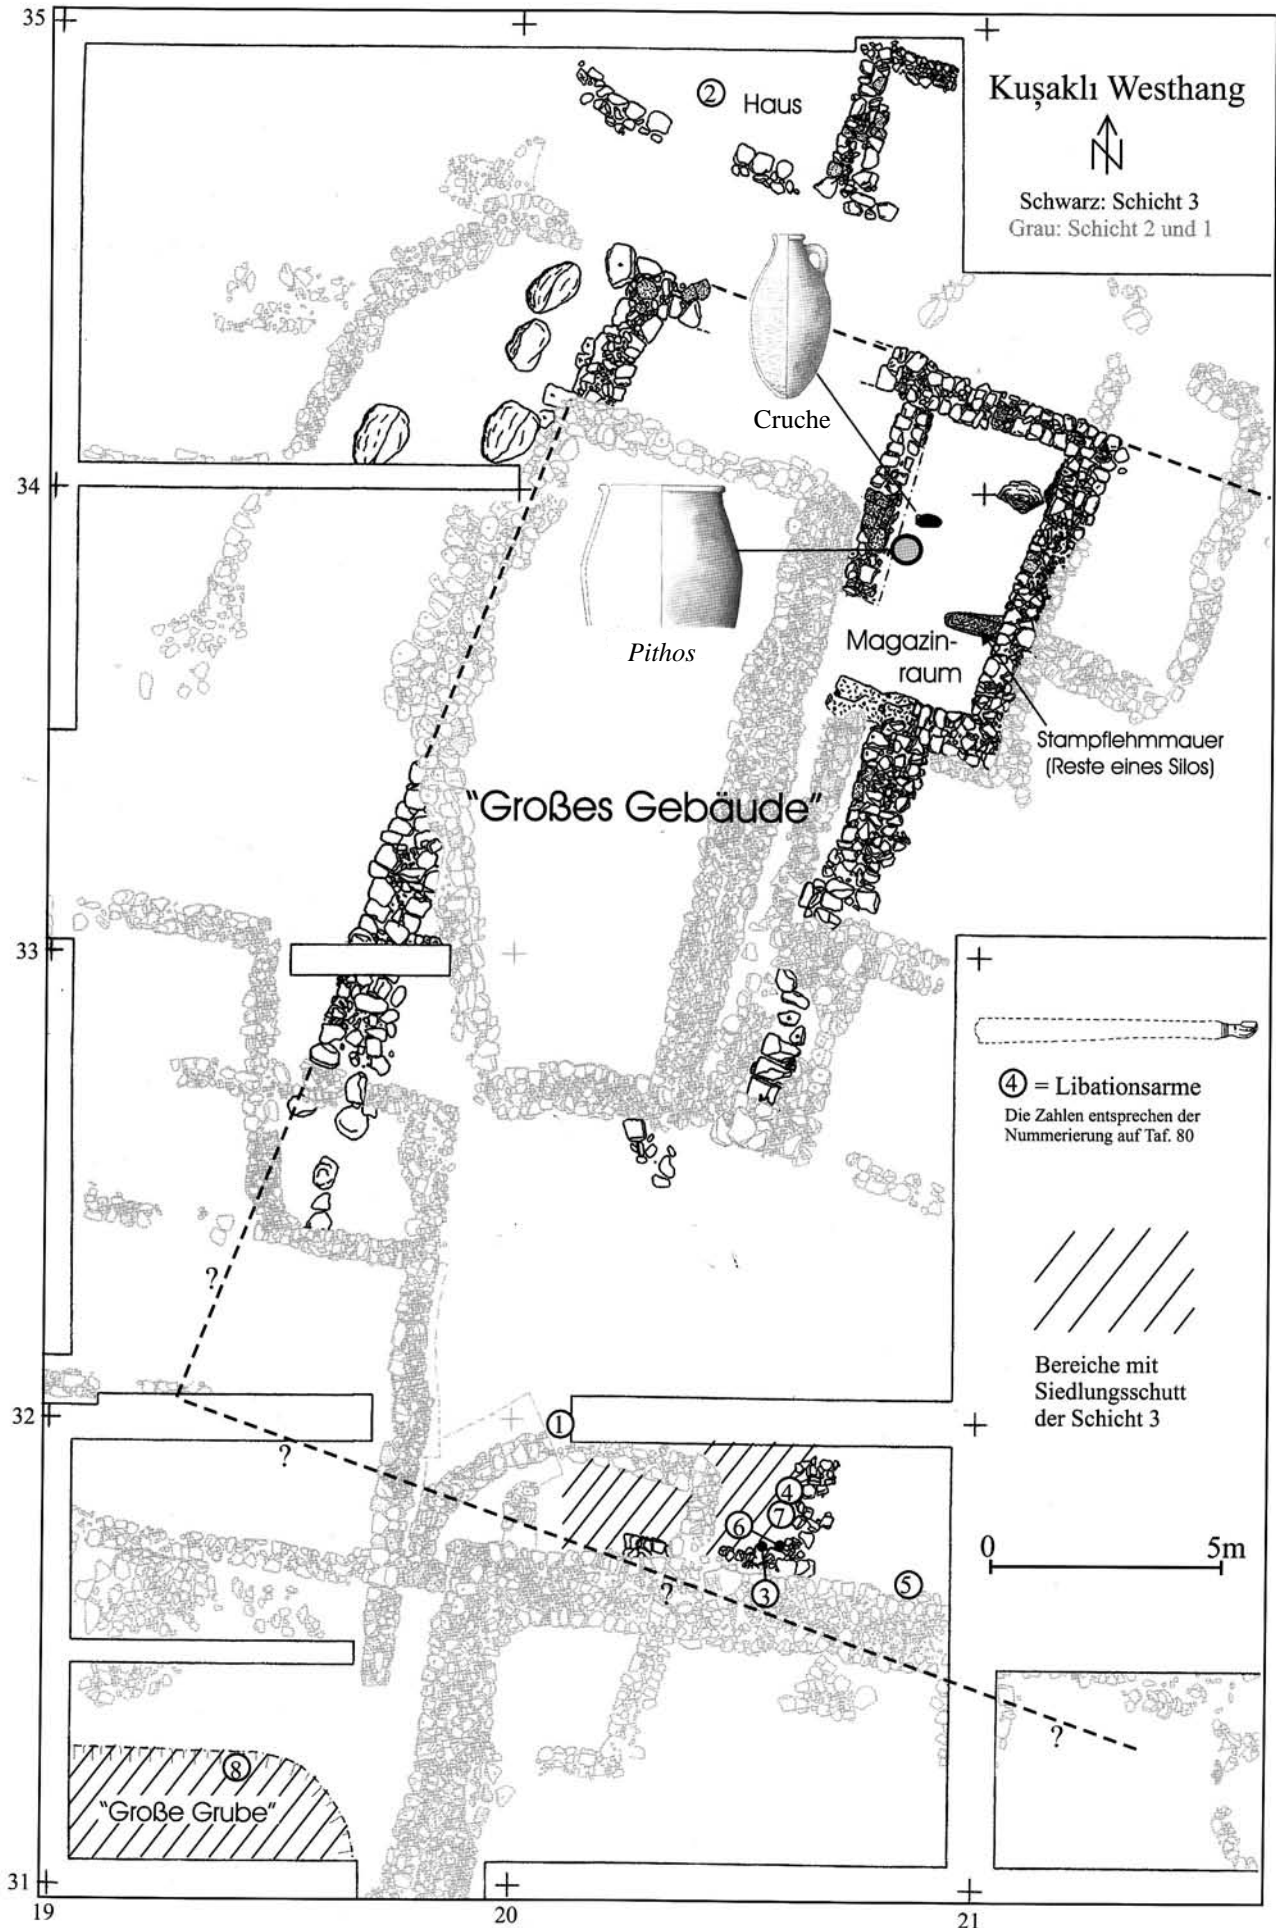 35
② Haus
Kuşaklı Westhang
N
Schwarz: Schicht 3
Grau: Schicht 2 und 1
Cruche
34
Pithos
Magazin-
raum
Stampflehmmauer
(Reste eines Silos)
"Großes Gebäude"
33
④ = Libationsarme
Die Zahlen entsprechen der
Nummerierung auf Taf. 80
?
Bereiche mit
Siedlungsschutt
der Schicht 3
32
①
?
④
⑦
⑥
0 5m
③
?
⑤
?
⑧
"Große Grube"
31
19 20 21